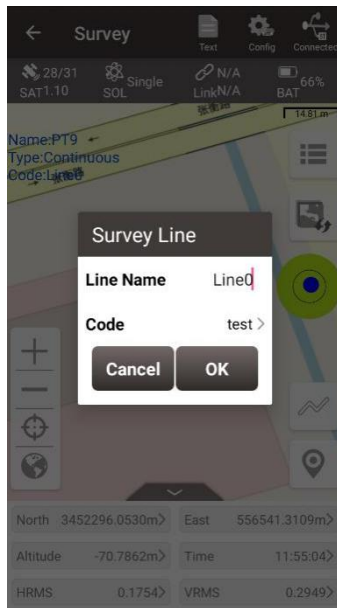 Survey
Text
Config
Connected
28/31
SAT1.10
Single
SOL
N/A
LinkN/A
66%
BAT
14.61 m
Name:PT9
Type:Continuous
Code:Line0
Survey Line
Line Name Line0
Code test >
Cancel OK
North 3452296.0530m>
East 556541.3109m>
Altitude -70.7862m>
Time 11:55:04>
HRMS 0.1754>
VRMS 0.2949>